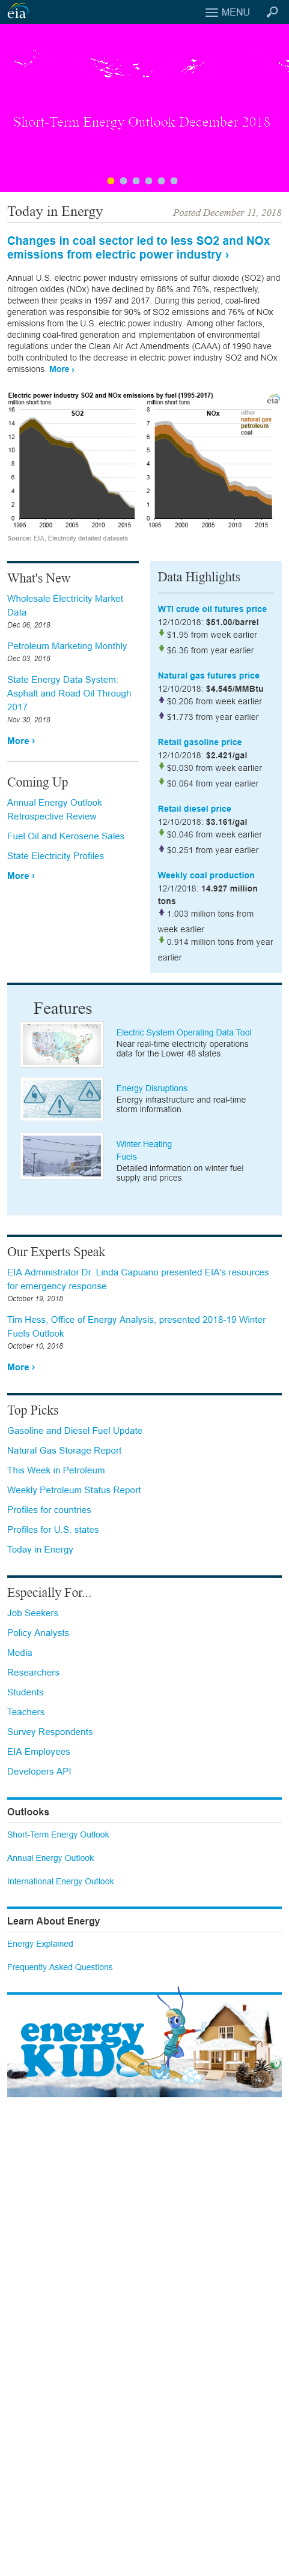 eia
MENU
Short-Term Energy Outlook December 2018
Today in Energy
Posted December 11, 2018
Changes in coal sector led to less SO2 and NOx
emissions from electric power industry ›
Annual U.S. electric power industry emissions of sulfur dioxide (SO2) and
nitrogen oxides (NOx) have declined by 88% and 76%, respectively,
between their peaks in 1997 and 2017. During this period, coal-fired
generation was responsible for 90% of SO2 emissions and 76% of NOx
emissions from the U.S. electric power industry. Among other factors,
declining coal-fired generation and implementation of environmental
regulations under the Clean Air Act Amendments (CAAA) of 1990 have
both contributed to the decrease in electric power industry SO2 and NOx
emissions. More ›
Electric power industry SO2 and NOx emissions by fuel (1995-2017)
million short tons
million short tons
eia
16
14
12
10
8
6
4
2
0
SO2
1995 2000 2005 2010 2015
8
7
6
5
4
3
2
1
0
NOx
other
natural gas
petroleum
coal
1995 2000 2005 2010 2015
Source: EIA, Electricity detailed datasets
What's New
Wholesale Electricity Market
Data
Dec 06, 2018
Petroleum Marketing Monthly
Dec 03, 2018
State Energy Data System:
Asphalt and Road Oil Through
2017
Nov 30, 2018
More ›
Coming Up
Annual Energy Outlook
Retrospective Review
Fuel Oil and Kerosene Sales
State Electricity Profiles
More ›
Data Highlights
WTI crude oil futures price
12/10/2018: $51.00/barrel
$1.95 from week earlier
$6.36 from year earlier
Natural gas futures price
12/10/2018: $4.545/MMBtu
$0.206 from week earlier
$1.773 from year earlier
Retail gasoline price
12/10/2018: $2.421/gal
$0.030 from week earlier
$0.064 from year earlier
Retail diesel price
12/10/2018: $3.161/gal
$0.046 from week earlier
$0.251 from year earlier
Weekly coal production
12/1/2018: 14.927 million
tons
1.003 million tons from
week earlier
0.914 million tons from year
earlier
Features
Electric System Operating Data Tool
Near real-time electricity operations
data for the Lower 48 states.
Energy Disruptions
Energy infrastructure and real-time
storm information.
Winter Heating
Fuels
Detailed information on winter fuel
supply and prices.
Our Experts Speak
EIA Administrator Dr. Linda Capuano presented EIA's resources
for emergency response
October 19, 2018
Tim Hess, Office of Energy Analysis, presented 2018-19 Winter
Fuels Outlook
October 10, 2018
More ›
Top Picks
Gasoline and Diesel Fuel Update
Natural Gas Storage Report
This Week in Petroleum
Weekly Petroleum Status Report
Profiles for countries
Profiles for U.S. states
Today in Energy
Especially For...
Job Seekers
Policy Analysts
Media
Researchers
Students
Teachers
Survey Respondents
EIA Employees
Developers API
Outlooks
Short-Term Energy Outlook
Annual Energy Outlook
International Energy Outlook
Learn About Energy
Energy Explained
Frequently Asked Questions
energy
KIDS